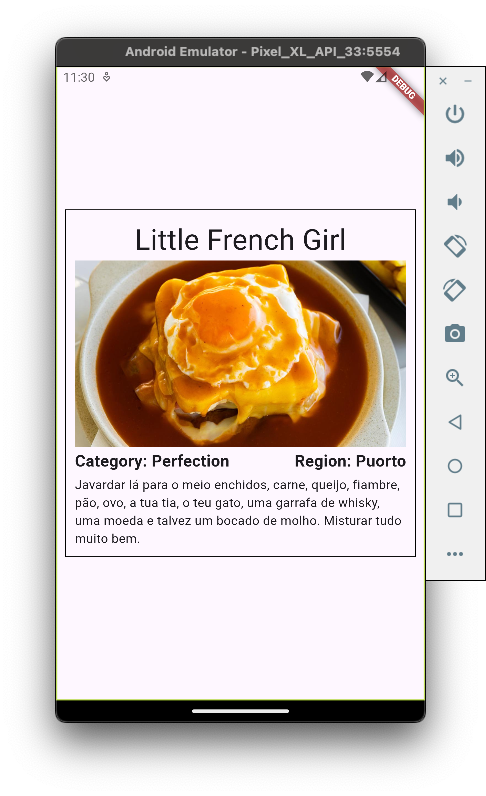 Android Emulator - Pixel_XL_API_33:5554
11:30
DEBUG
Little French Girl
Category: Perfection Region: Puorto
Javardar lá para o meio enchidos, carne, queijo, fiambre,
pão, ovo, a tua tia, o teu gato, uma garrafa de whisky,
uma moeda e talvez um bocado de molho. Misturar tudo
muito bem.